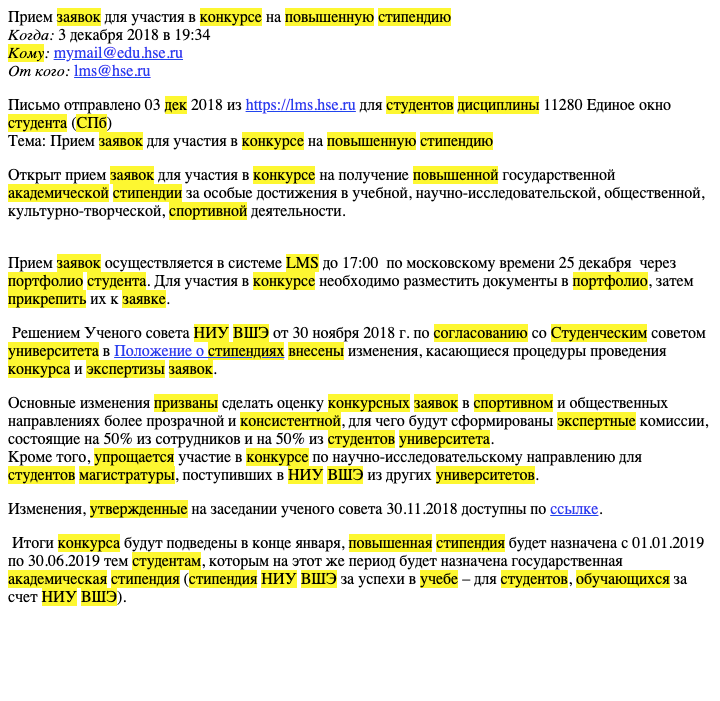 Прием заявок для участия в конкурсе на повышенную стипендию
Когда: 3 декабря 2018 в 19:34
Кому: mymail@edu.hse.ru
От кого: lms@hse.ru
Письмо отправлено 03 дек 2018 из https://lms.hse.ru для студентов дисциплины 11280 Единое окно
студента (СПб)
Тема: Прием заявок для участия в конкурсе на повышенную стипендию
Открыт прием заявок для участия в конкурсе на получение повышенной государственной
академической стипендии за особые достижения в учебной, научно-исследовательской, общественной,
культурно-творческой, спортивной деятельности.
Прием заявок осуществляется в системе LMS до 17:00  по московскому времени 25 декабря  через
портфолио студента. Для участия в конкурсе необходимо разместить документы в портфолио, затем
прикрепить их к заявке.
Решением Ученого совета НИУ ВШЭ от 30 ноября 2018 г. по согласованию со Студенческим советом
университета в Положение о стипендиях внесены изменения, касающиеся процедуры проведения
конкурса и экспертизы заявок.
Основные изменения призваны сделать оценку конкурсных заявок в спортивном и общественных
направлениях более прозрачной и консистентной, для чего будут сформированы экспертные комиссии,
состоящие на 50% из сотрудников и на 50% из студентов университета.
Кроме того, упрощается участие в конкурсе по научно-исследовательскому направлению для
студентов магистратуры, поступивших в НИУ ВШЭ из других университетов.
Изменения, утвержденные на заседании ученого совета 30.11.2018 доступны по ссылке.
Итоги конкурса будут подведены в конце января, повышенная стипендия будет назначена с 01.01.2019
по 30.06.2019 тем студентам, которым на этот же период будет назначена государственная
академическая стипендия (стипендия НИУ ВШЭ за успехи в учебе – для студентов, обучающихся за
счет НИУ ВШЭ).